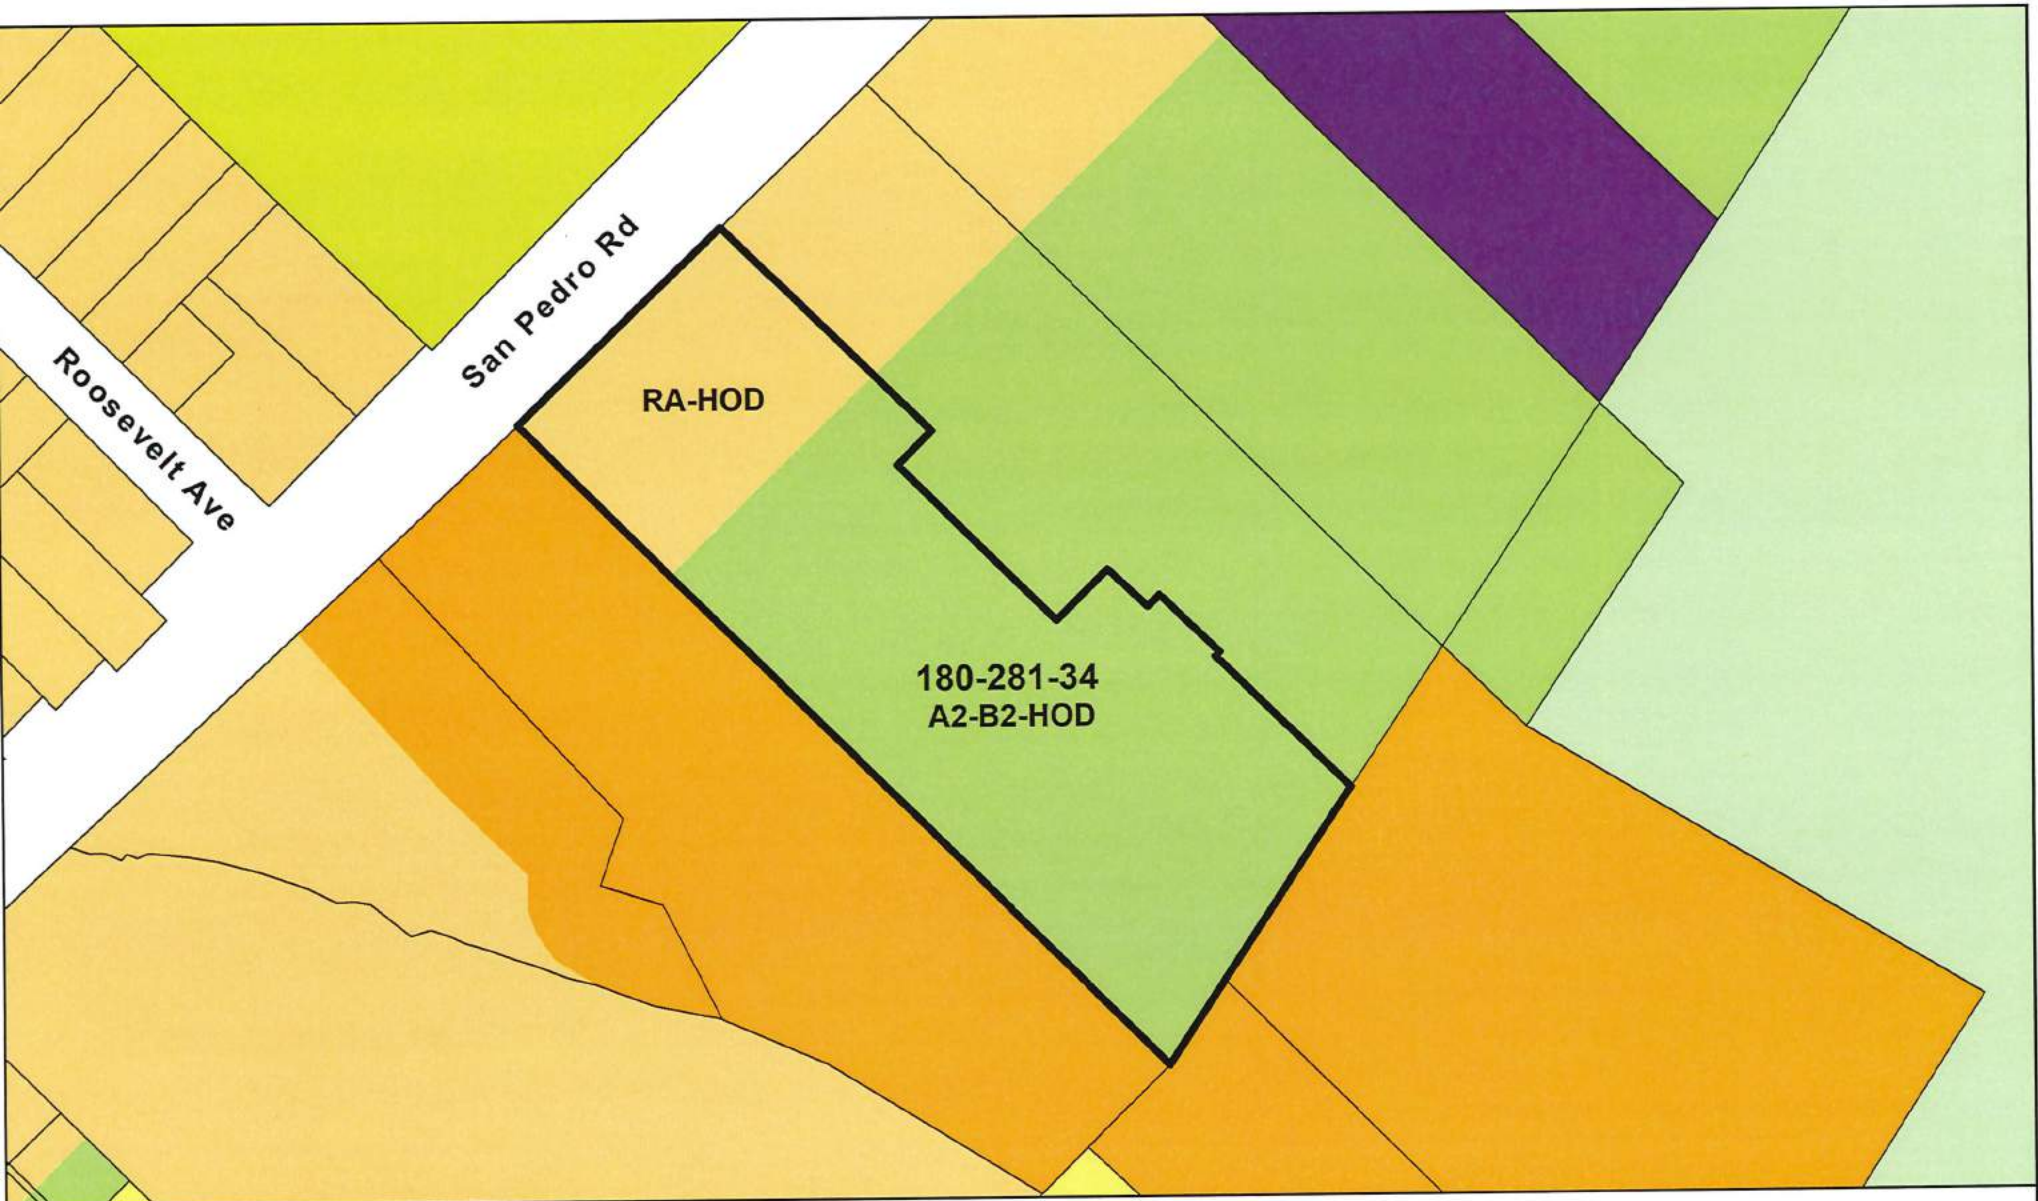 San Pedro Rd
Roosevelt Ave
RA-HOD
180-281-34
A2-B2-HOD